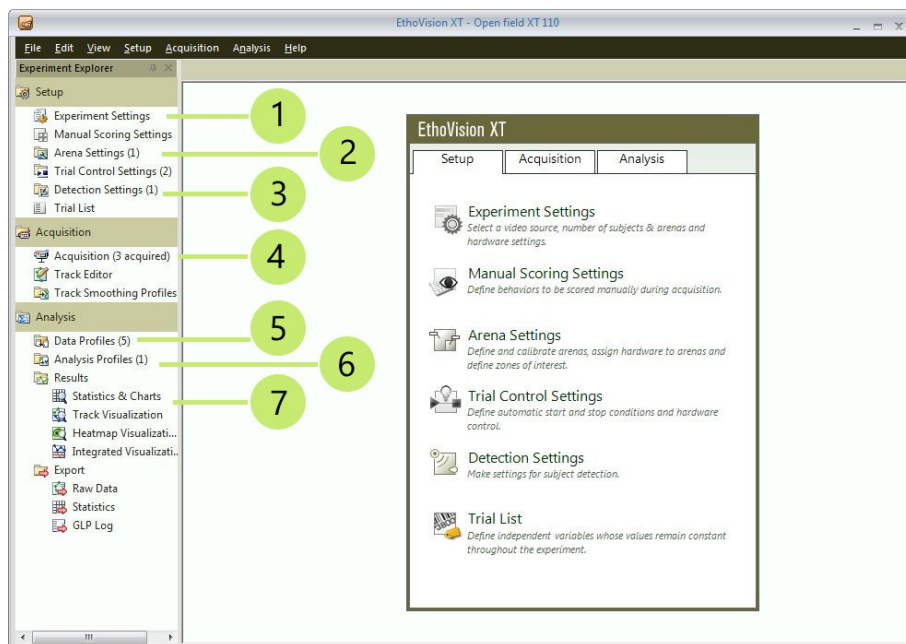 EthoVision XT - Open field XT 110
File Edit View Setup Acquisition Analysis Help
Experiment Explorer
Setup
Experiment Settings
Manual Scoring Settings
Arena Settings (1)
Trial Control Settings (2)
Detection Settings (1)
Trial List
Acquisition
Acquisition (3 acquired)
Track Editor
Track Smoothing Profiles
Analysis
Data Profiles (5)
Analysis Profiles (1)
Results
Statistics & Charts
Track Visualization
Heatmap Visualizati...
Integrated Visualizati..
Export
Raw Data
Statistics
GLP Log
1
2
3
4
5
6
7
EthoVision XT
Setup Acquisition Analysis
Experiment Settings
Select a video source, number of subjects & arenas and
hardware settings.
Manual Scoring Settings
Define behaviors to be scored manually during acquisition.
Arena Settings
Define and calibrate arenas, assign hardware to arenas and
define zones of interest.
Trial Control Settings
Define automatic start and stop conditions and hardware
control.
Detection Settings
Make settings for subject detection.
Trial List
Define independent variables whose values remain constant
throughout the experiment.